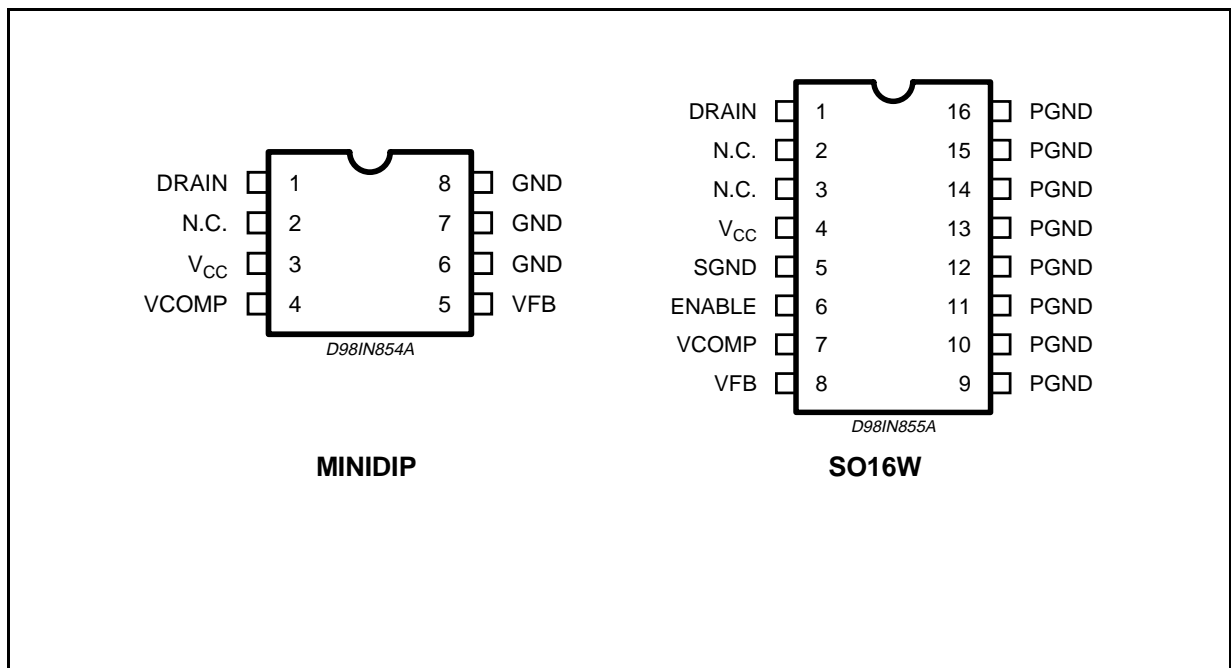 DRAIN 1 8 GND
N.C. 2 7 GND
VCC 3 6 GND
VCOMP 4 5 VFB
D98IN854A
MINIDIP
DRAIN 1 16 PGND
N.C. 2 15 PGND
N.C. 3 14 PGND
VCC 4 13 PGND
SGND 5 12 PGND
ENABLE 6 11 PGND
VCOMP 7 10 PGND
VFB 8 9 PGND
D98IN855A
SO16W